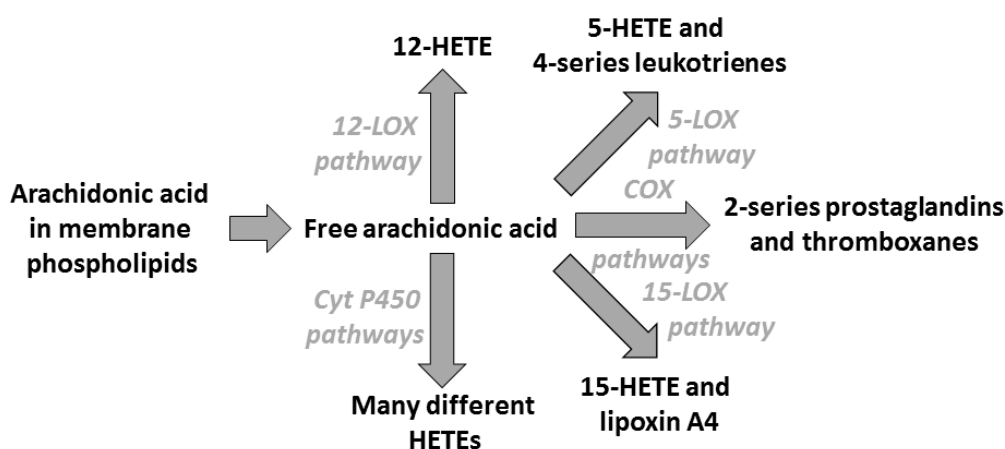 12-HETE
5-HETE and
4-series leukotrienes
12-LOX
pathway
5-LOX
pathway
Arachidonic acid
in membrane
phospholipids
Free arachidonic acid
COX
pathways
2-series prostaglandins
and thromboxanes
Cyt P450
pathways
15-LOX
pathway
Many different
HETEs
15-HETE and
lipoxin A4